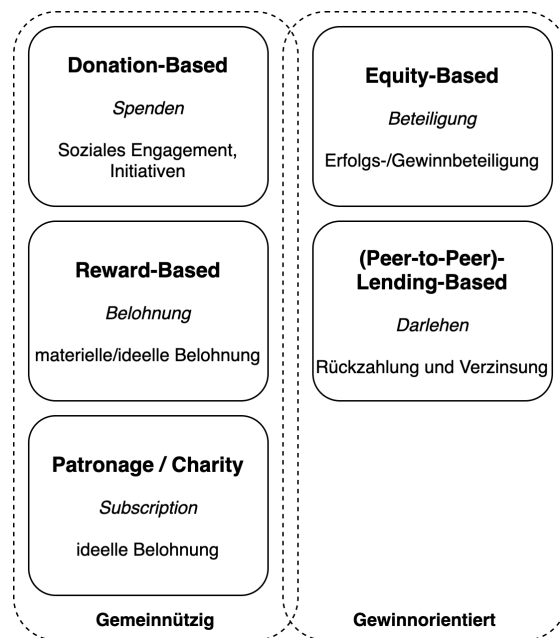 Donation-Based
Spenden
Soziales Engagement,
Initiativen
Reward-Based
Belohnung
materielle/ideelle Belohnung
Patronage / Charity
Subscription
ideelle Belohnung
Gemeinnützig
Equity-Based
Beteiligung
Erfolgs-/Gewinnbeteiligung
(Peer-to-Peer)-
Lending-Based
Darlehen
Rückzahlung und Verzinsung
Gewinnorientiert